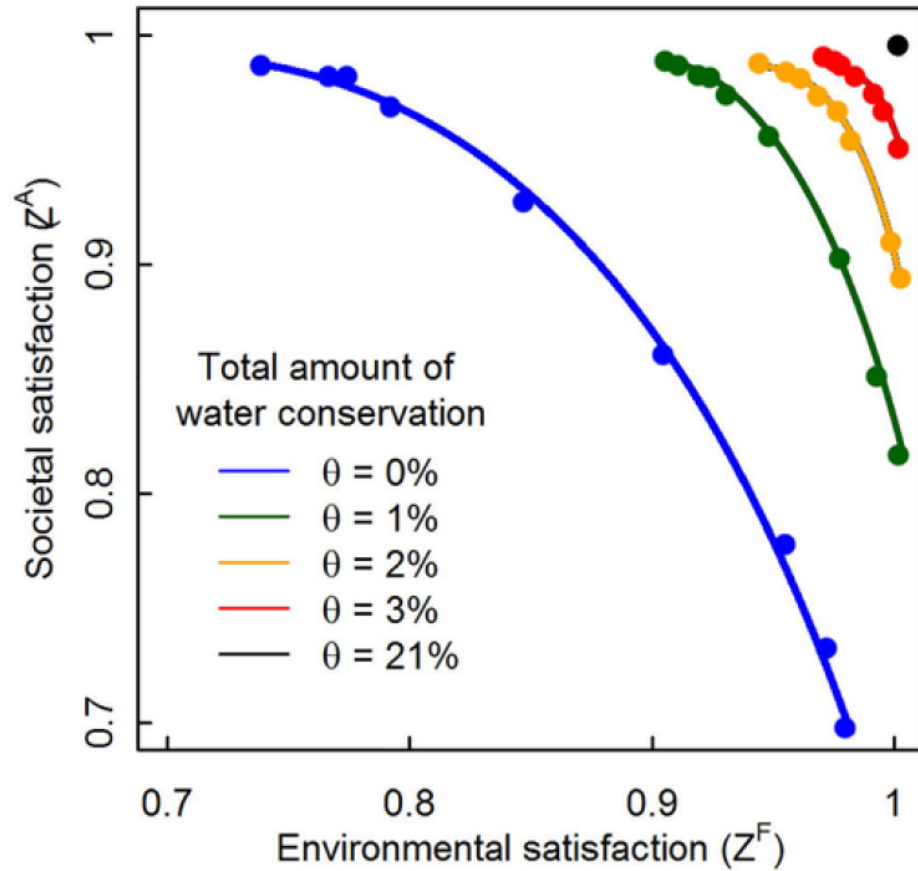 1
0.9
0.8
0.7
Societal satisfaction (Z^A)
Total amount of
water conservation
θ = 0%
θ = 1%
θ = 2%
θ = 3%
θ = 21%
0.7 0.8 0.9 1
Environmental satisfaction (Z^F)